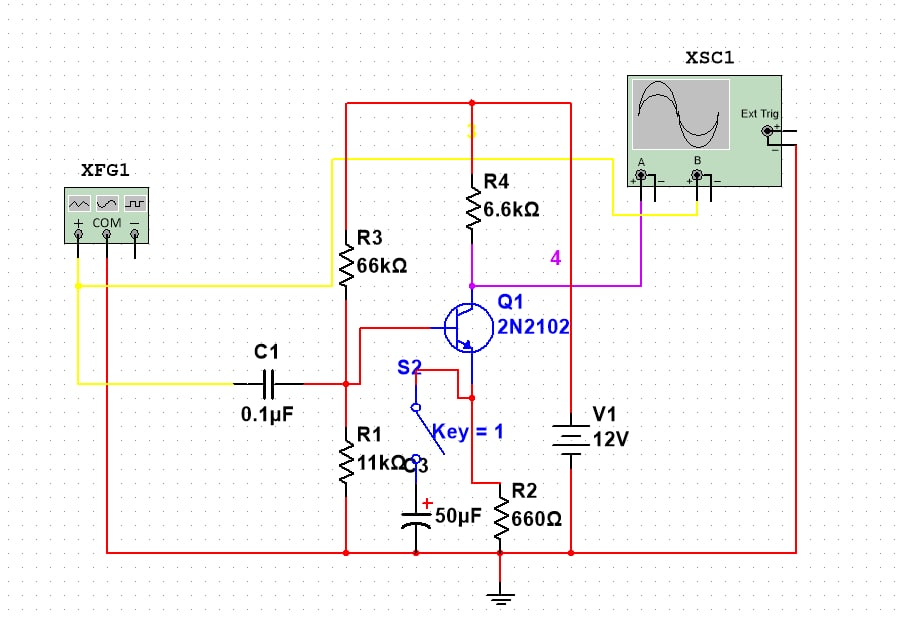 XSC1
Ext Trig
+
−
A
B
+ − + −
3
XFG1
+ COM −
R4
6.6kΩ
R3
66kΩ
4
Q1
2N2102
C1
0.1µF
S2
Key = 1
V1
12V
R1
11kΩ
C3
+
50µF
R2
660Ω